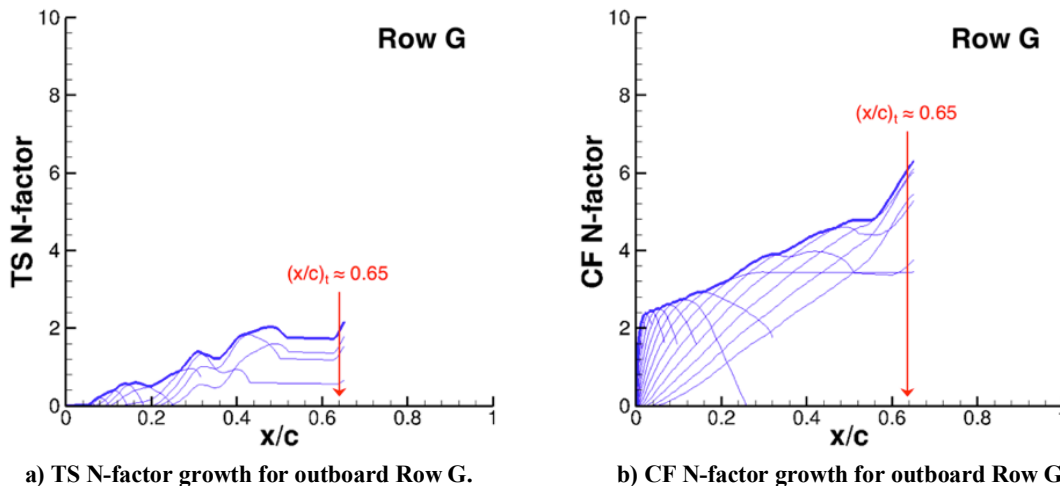 Row G
TS N-factor
10
8
6
4
2
0
(x/c)t ≈ 0.65
0 0.2 0.4 0.6 0.8 1
x/c
a) TS N-factor growth for outboard Row G.
Row G
CF N-factor
10
8
6
4
2
0
(x/c)t ≈ 0.65
0 0.2 0.4 0.6 0.8
x/c
b) CF N-factor growth for outboard Row G